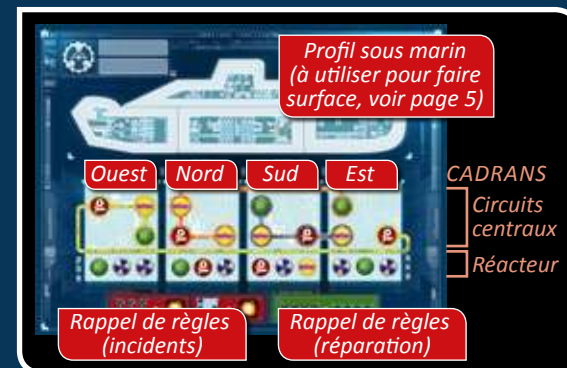 Profil sous marin
(à utiliser pour faire
surface, voir page 5)
Ouest Nord Sud Est CADRANS
Circuits
centraux
Réacteur
Rappel de règles
(incidents)
Rappel de règles
(réparation)